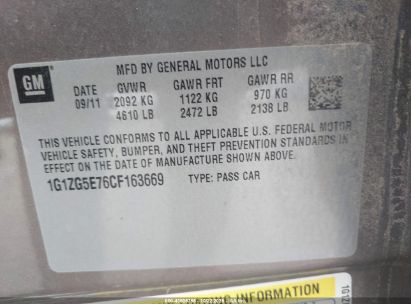 GM
MFD BY GENERAL MOTORS LLC
DATE GVWR GAWR FRT GAWR RR
09/11 2092 KG 1122 KG 970 KG
4610 LB 2472 LB 2138 LB
THIS VEHICLE CONFORMS TO ALL APPLICABLE U.S. FEDERAL MOTOR
VEHICLE SAFETY, BUMPER, AND THEFT PREVENTION STANDARDS IN
EFFECT ON THE DATE OF MANUFACTURE SHOWN ABOVE.
1G1ZG5E76CF163669 TYPE: PASS CAR
INFORMATION